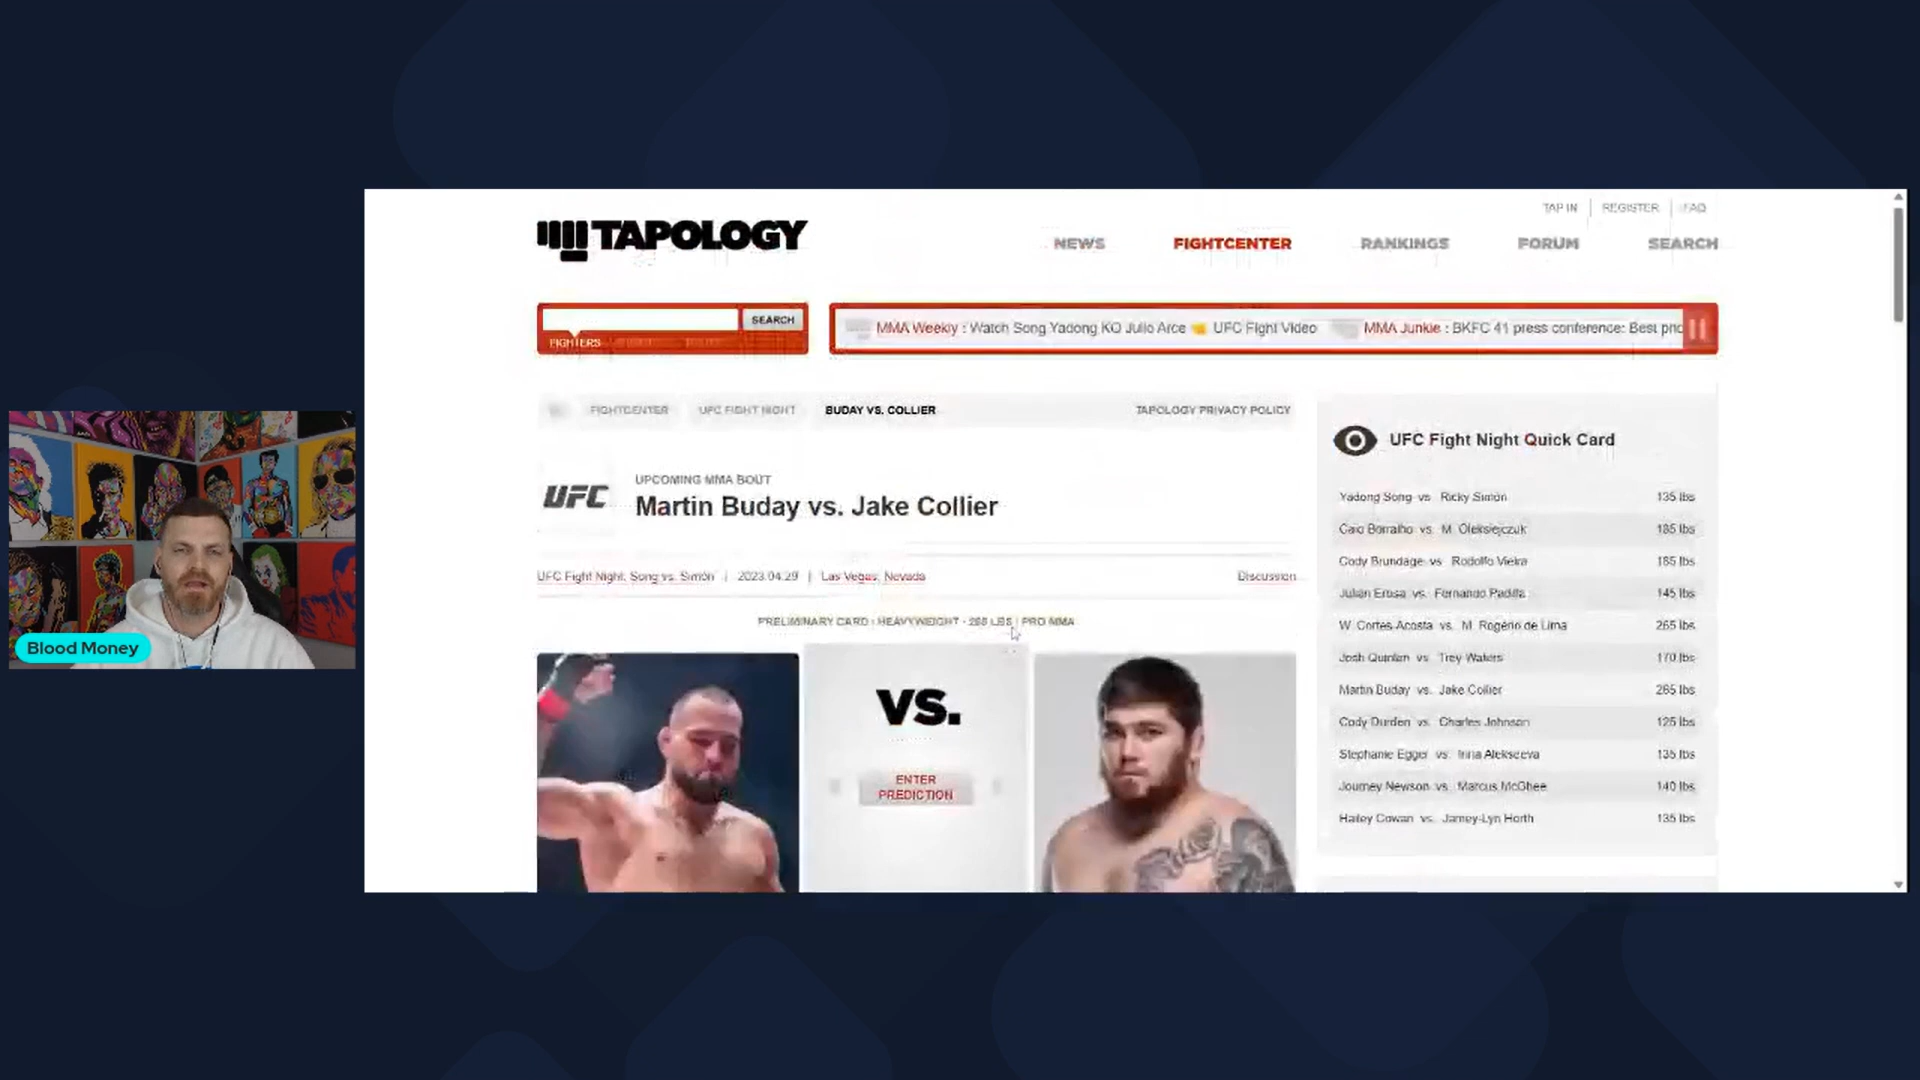 TAPOLOGY
TAP IN
REGISTER
FAQ
NEWS
FIGHTCENTER
RANKINGS
FORUM
SEARCH
SEARCH
FIGHTERS
MMA Weekly : Watch Song Yadong KO Julio Arce
UFC Fight Video
MMA Junkie : BKFC 41 press conference: Best pric
FIGHTCENTER
UFC FIGHT NIGHT
BUDAY VS. COLLIER
TAPOLOGY PRIVACY POLICY
UFC
UPCOMING MMA BOUT
Martin Buday vs. Jake Collier
UFC Fight Night: Song vs. Simón | 2023.04.29 | Las Vegas, Nevada
Discussion
PRELIMINARY CARD · HEAVYWEIGHT · 265 LBS | PRO MMA
VS.
ENTER
PREDICTION
UFC Fight Night Quick Card
Yadong Song vs. Ricky Simón 135 lbs
Caio Borralho vs. M. Oleksiejczuk 185 lbs
Cody Brundage vs. Rodolfo Vieira 185 lbs
Julian Erosa vs. Fernando Padilla 145 lbs
W. Cortes-Acosta vs. M. Rogério de Lima 265 lbs
Josh Quinlan vs. Trey Waters 170 lbs
Martin Buday vs. Jake Collier 265 lbs
Cody Durden vs. Charles Johnson 125 lbs
Stephanie Egger vs. Irina Alekseeva 135 lbs
Journey Newson vs. Marcus McGhee 140 lbs
Hailey Cowan vs. Jamey-Lyn Horth 135 lbs
Blood Money